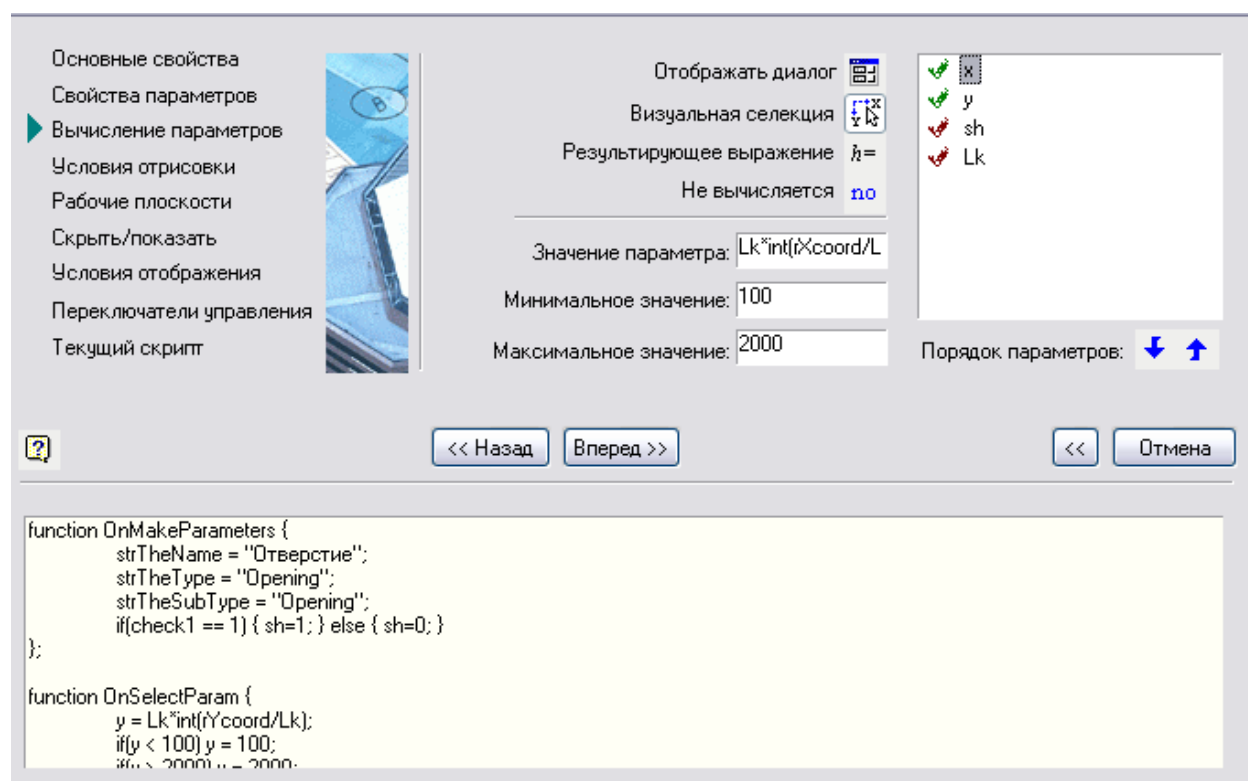 Основные свойства
Свойства параметров
Вычисление параметров
Условия отрисовки
Рабочие плоскости
Скрыть/показать
Условия отображения
Переключатели управления
Текущий скрипт
Отображать диалог
Визуальная селекция
Результирующее выражение h=
Не вычисляется no
Значение параметра: Lk*int(rXcoord/L
Минимальное значение: 100
Максимальное значение: 2000
x
y
sh
Lk
Порядок параметров:
<< Назад Вперед >> << Отмена
function OnMakeParameters {
strTheName = "Отверстие";
strTheType = "Opening";
strTheSubType = "Opening";
if(check1 == 1) { sh=1; } else { sh=0; }
};
function OnSelectParam {
y = Lk*int(rYcoord/Lk);
if(y < 100) y = 100;
if(y > 2000) y = 2000;